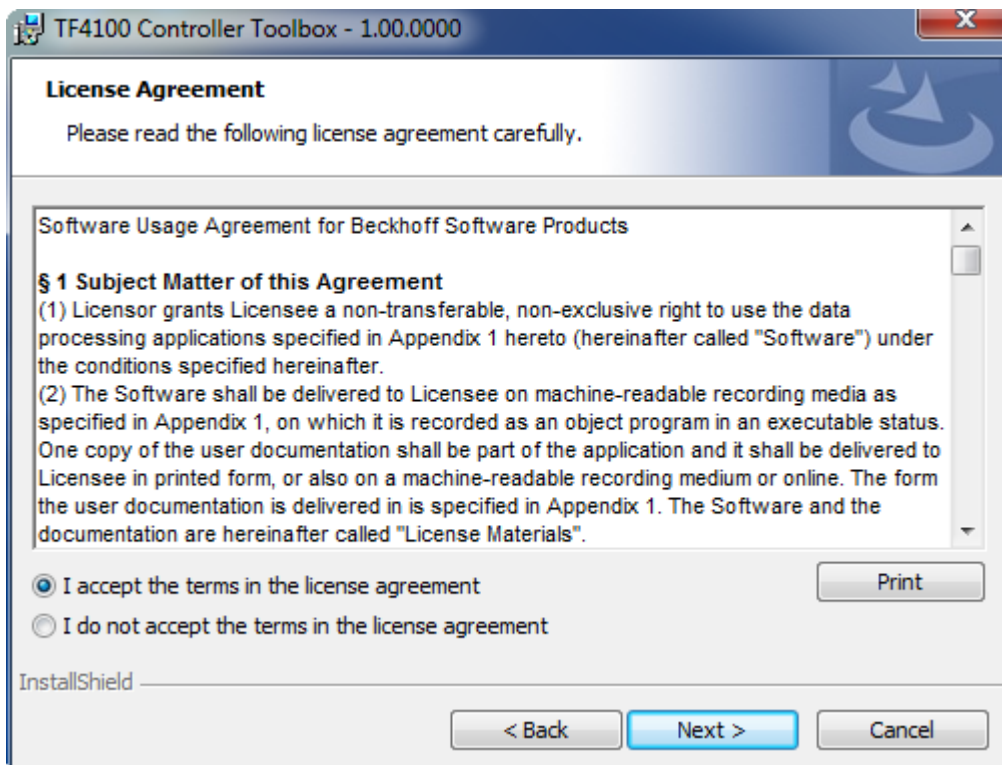 TF4100 Controller Toolbox - 1.00.0000
License Agreement
Please read the following license agreement carefully.
Software Usage Agreement for Beckhoff Software Products
§ 1 Subject Matter of this Agreement
(1) Licensor grants Licensee a non-transferable, non-exclusive right to use the data
processing applications specified in Appendix 1 hereto (hereinafter called "Software") under
the conditions specified hereinafter.
(2) The Software shall be delivered to Licensee on machine-readable recording media as
specified in Appendix 1, on which it is recorded as an object program in an executable status.
One copy of the user documentation shall be part of the application and it shall be delivered to
Licensee in printed form, or also on a machine-readable recording medium or online. The form
the user documentation is delivered in is specified in Appendix 1. The Software and the
documentation are hereinafter called "License Materials".
I accept the terms in the license agreement
Print
I do not accept the terms in the license agreement
InstallShield
< Back
Next >
Cancel